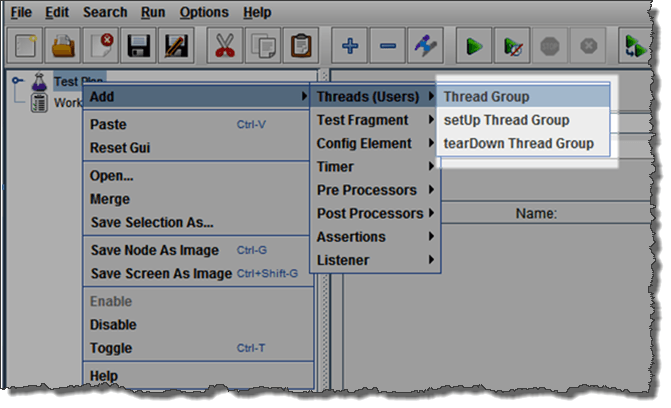 File Edit Search Run Options Help
Test Plan
Work
Add
Paste Ctrl-V
Reset Gui
Open...
Merge
Save Selection As...
Save Node As Image Ctrl-G
Save Screen As Image Ctrl+Shift-G
Enable
Disable
Toggle Ctrl-T
Help
Threads (Users)
Test Fragment
Config Element
Timer
Pre Processors
Post Processors
Assertions
Listener
Thread Group
setUp Thread Group
tearDown Thread Group
Name: